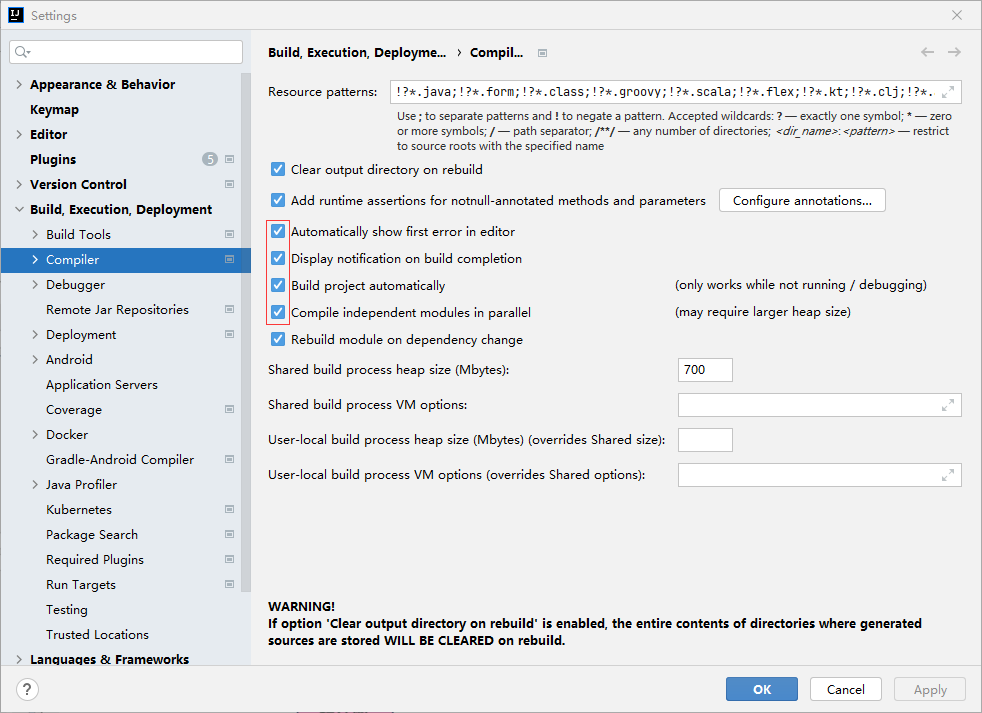 IJ
Settings
Appearance & Behavior
Keymap
Editor
Plugins 5
Version Control
Build, Execution, Deployment
Build Tools
Compiler
Debugger
Remote Jar Repositories
Deployment
Android
Application Servers
Coverage
Docker
Gradle-Android Compiler
Java Profiler
Kubernetes
Package Search
Required Plugins
Run Targets
Testing
Trusted Locations
Languages & Frameworks
Build, Execution, Deployme... › Compil...
Resource patterns: !?*.java;!?*.form;!?*.class;!?*.groovy;!?*.scala;!?*.flex;!?*.kt;!?*.clj;!?*.
Use ; to separate patterns and ! to negate a pattern. Accepted wildcards: ? — exactly one symbol; * — zero
or more symbols; / — path separator; /**/ — any number of directories; <dir_name>:<pattern> — restrict
to source roots with the specified name
Clear output directory on rebuild
Add runtime assertions for notnull-annotated methods and parameters Configure annotations...
Automatically show first error in editor
Display notification on build completion
Build project automatically (only works while not running / debugging)
Compile independent modules in parallel (may require larger heap size)
Rebuild module on dependency change
Shared build process heap size (Mbytes): 700
Shared build process VM options:
User-local build process heap size (Mbytes) (overrides Shared size):
User-local build process VM options (overrides Shared options):
WARNING!
If option 'Clear output directory on rebuild' is enabled, the entire contents of directories where generated
sources are stored WILL BE CLEARED on rebuild.
? OK Cancel Apply